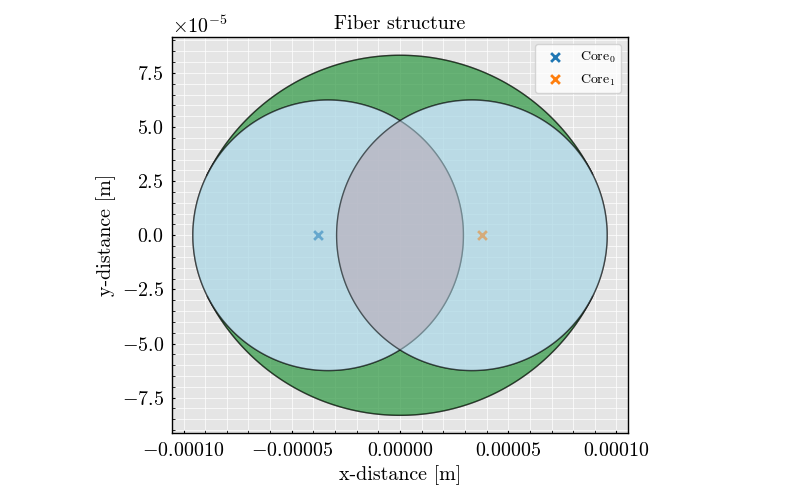 ×10⁻⁵
Fiber structure
Core₀
Core₁
7.5
5.0
2.5
0.0
−2.5
−5.0
−7.5
y-distance [m]
−0.00010 −0.00005 0.00000 0.00005 0.00010
x-distance [m]